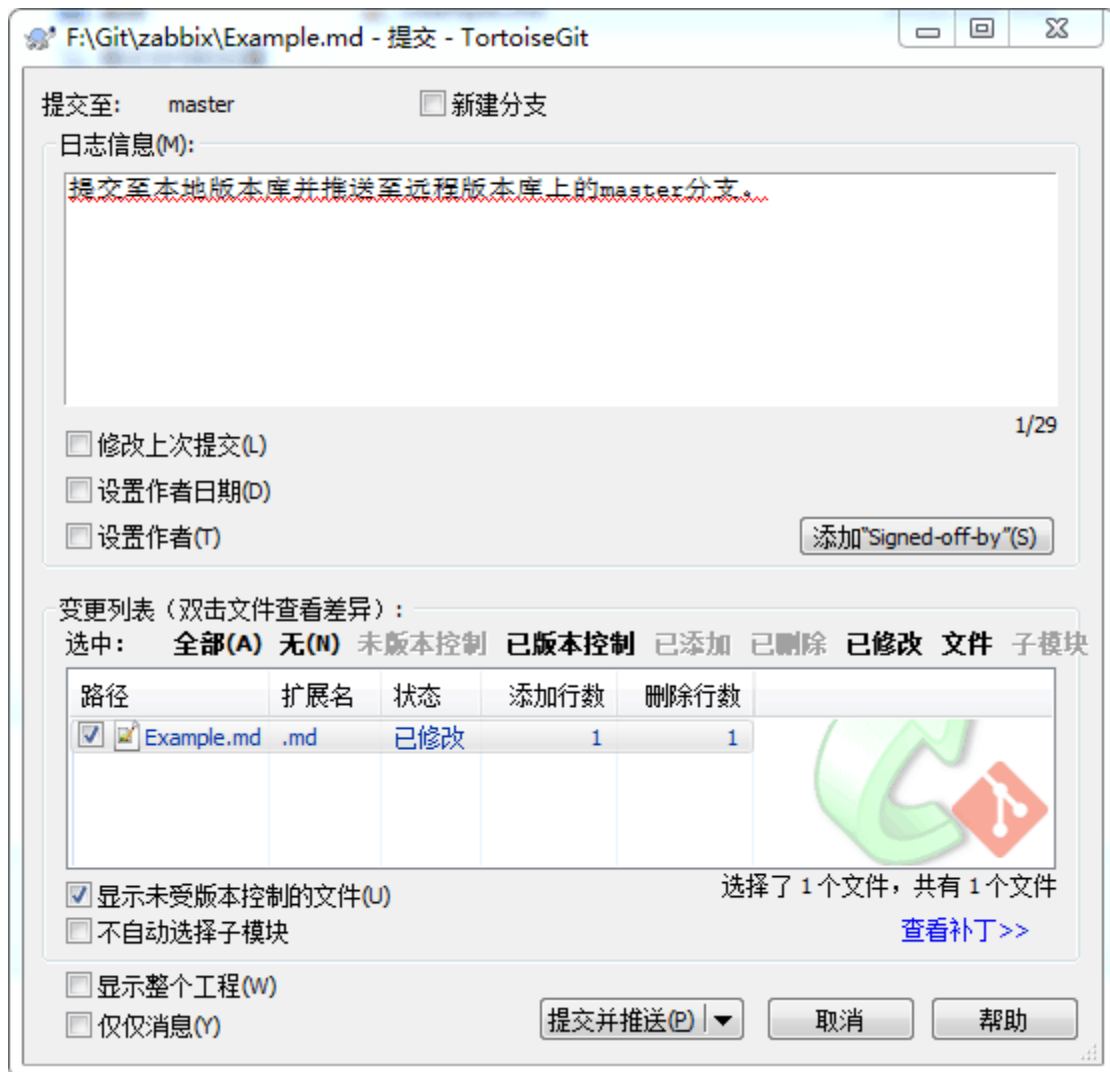 F:\Git\zabbix\Example.md - 提交 - TortoiseGit
提交至: master 新建分支
日志信息(M):
提交至本地版本库并推送至远程版本库上的master分支。
1/29
修改上次提交(L)
设置作者日期(D)
设置作者(T) 添加"Signed-off-by"(S)
变更列表（双击文件查看差异）:
选中: 全部(A) 无(N) 未版本控制 已版本控制 已添加 已删除 已修改 文件 子模块
路径 扩展名 状态 添加行数 删除行数
Example.md .md 已修改 1 1
显示未受版本控制的文件(U) 选择了 1 个文件，共有 1 个文件
不自动选择子模块 查看补丁>>
显示整个工程(W)
仅仅消息(Y) 提交并推送(P) 取消 帮助